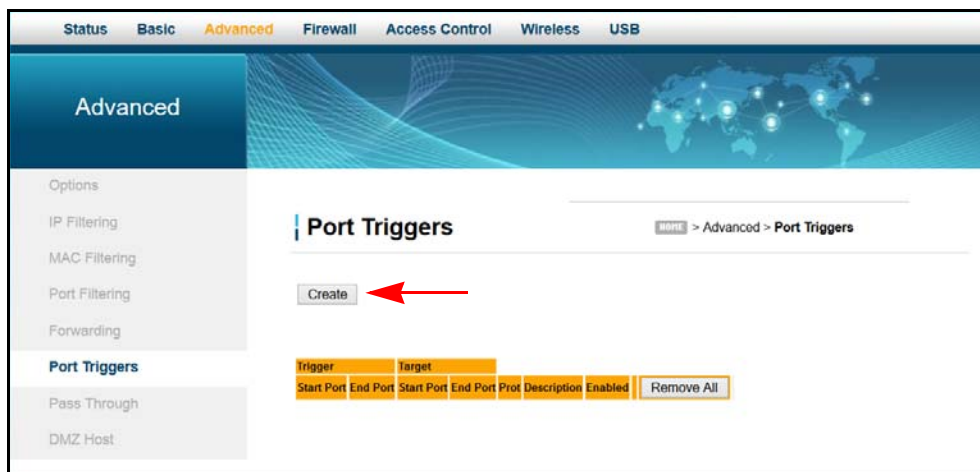 Status Basic Advanced Firewall Access Control Wireless USB
Advanced
Options
IP Filtering
MAC Filtering
Port Filtering
Forwarding
Port Triggers
Pass Through
DMZ Host
Port Triggers
HOME > Advanced > Port Triggers
Create
Trigger Target
Start Port End Port Start Port End Port Prot Description Enabled Remove All